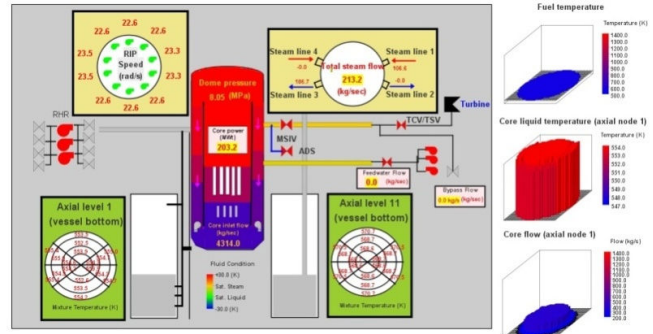 22.6
22.6
22.6
23.5
23.3
RIP
Speed
(rad/s)
23.5
23.3
22.6
22.6
22.6
Dome pressure
8.05 (MPa)
Core power
(MWt)
203.2
Core inlet flow
(kg/sec)
4314.0
Steam line 4
Steam line 1
-0.0
106.6
Total steam flow
213.2
(kg/sec)
106.7
-0.0
Steam line 3
Steam line 2
Turbine
TCV/TSV
MSIV
ADS
RHR
Feedwater Flow
0.0 (kg/sec)
Bypass Flow
0.0 kg/s (kg/sec)
Axial level 1
(vessel bottom)
Mixture Temperature (K)
Fluid Condition
+30.0 (K)
Sat. Steam
Sat. Liquid
-30.0 (K)
Axial level 11
(vessel bottom)
Mixture Temperature (K)
Fuel temperature
Temperature (K)
1400.0
1300.0
1200.0
1100.0
1000.0
900.0
800.0
700.0
600.0
500.0
Core liquid temperature (axial node 1)
Temperature (K)
554.0
553.0
552.0
551.0
550.0
549.0
548.0
547.0
Core flow (axial node 1)
Flow (kg/s)
1400.0
1300.0
1200.0
1100.0
1000.0
900.0
800.0
700.0
600.0
500.0
400.0
300.0
200.0